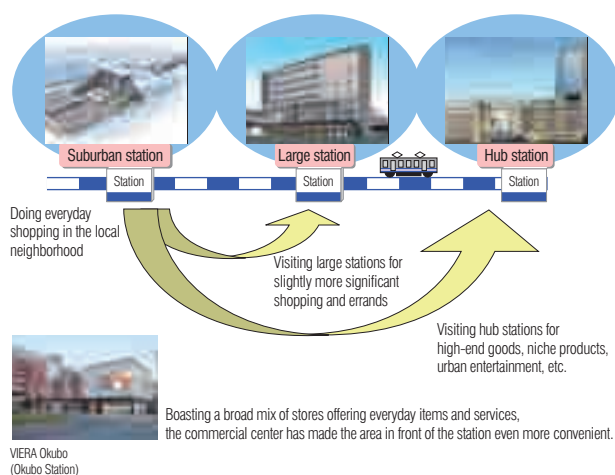 Suburban station
Large station
Hub station
Station
Station
Station
Doing everyday
shopping in the local
neighborhood
Visiting large stations for
slightly more significant
shopping and errands
Visiting hub stations for
high-end goods, niche products,
urban entertainment, etc.
Boasting a broad mix of stores offering everyday items and services,
the commercial center has made the area in front of the station even more convenient.
VIERA Okubo
(Okubo Station)